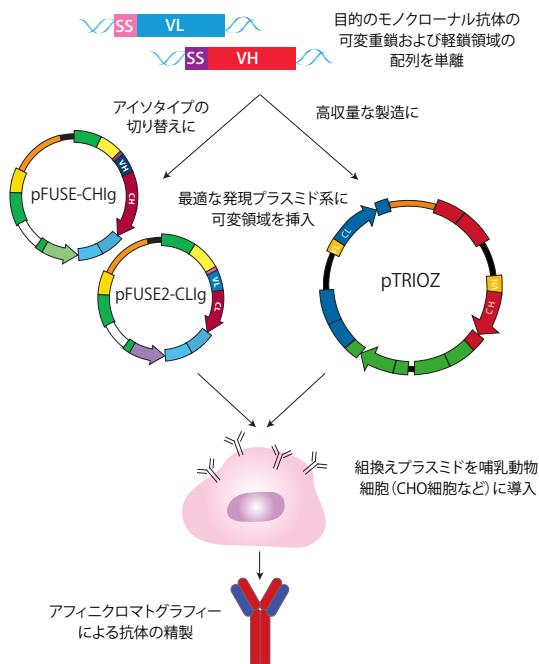 SS VL
SS VH
目的のモノクローナル抗体の
可変重鎖および軽鎖領域の
配列を単離
アイソタイプの
切り替えに
高収量な製造に
pFUSE-CHIg
VH
CH
最適な発現プラスミド系に
可変領域を挿入
pFUSE2-CLIg
VL
CL
pTRIOZ
CL
VL
VH
CH
組換えプラスミドを哺乳動物
細胞（CHO細胞など）に導入
アフィニクロマトグラフィー
による抗体の精製